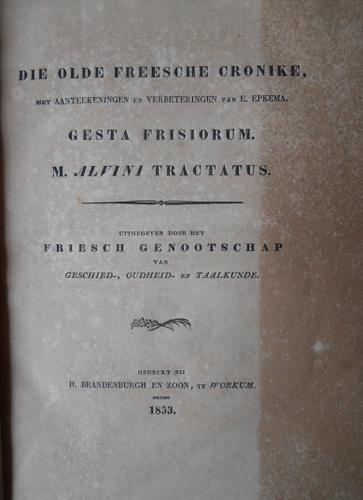 DIE OLDE FREESCHE CRONIKE,
MET AANTEEKENINGEN EN VERBETERINGEN VAN E. EPKEMA.
GESTA FRISIORUM.
M. ALVINI TRACTATUS.
UITGEGEVEN DOOR HET
FRIESCH GENOOTSCHAP
VAN
GESCHIED-, OUDHEID- EN TAALKUNDE.
GEDRUKT BIJ
H. BRANDENBURGH EN ZOON, TE WORKUM.
1853.